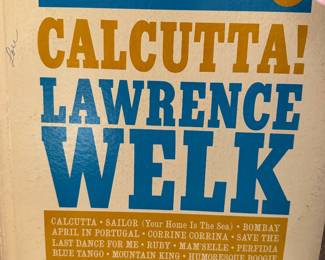 CALCUTTA!
LAWRENCE
WELK
CALCUTTA • SAILOR (Your Home Is The Sea) • BOMBAY
APRIL IN PORTUGAL • CORRINE CORRINA • SAVE THE
LAST DANCE FOR ME • RUBY • MAM'SELLE • PERFIDIA
BLUE TANGO • MOUNTAIN KING • HUMORESQUE BOOGIE